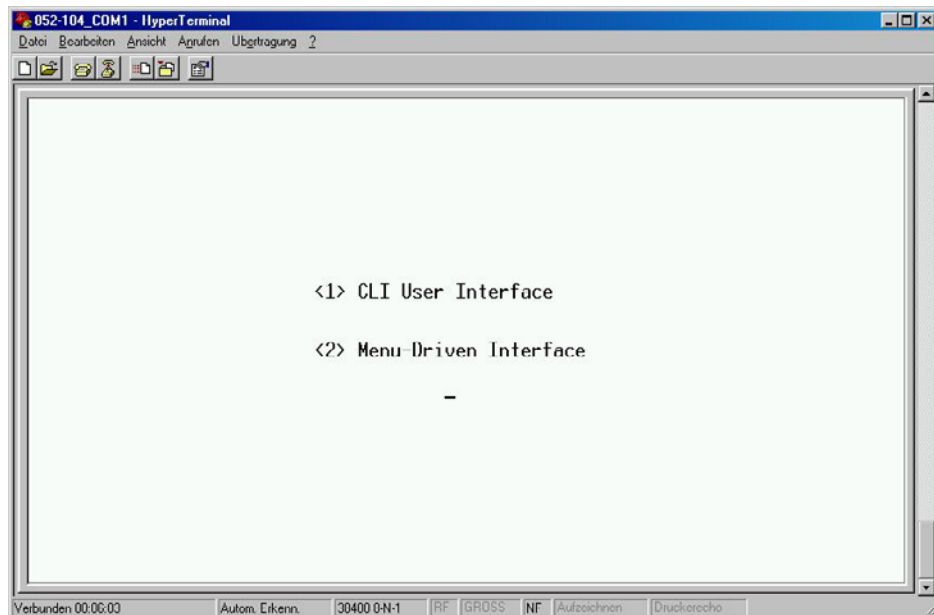 052-104_COM1 - HyperTerminal
Datei Bearbeiten Ansicht Anrufen Übertragung ?
<1> CLI User Interface
<2> Menu-Driven Interface
Verbunden 00:06:03 Autom. Erkenn. 38400 8-N-1 RF GROSS NF Aufzeichnen Druckerecho